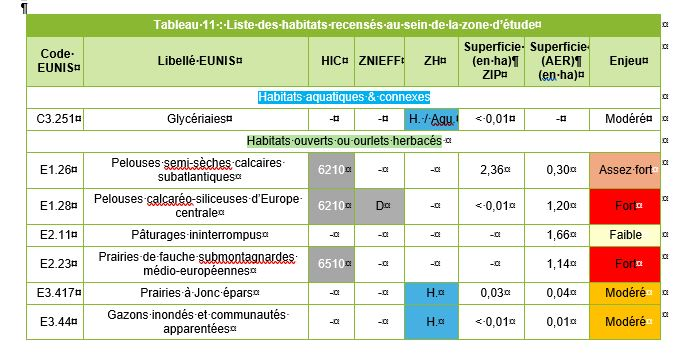 Tableau 11 : Liste des habitats recensés au sein de la zone d'étude
Code EUNIS Libellé EUNIS HIC ZNIEFF ZH Superficie (en ha) ZIP Superficie (AER) (en ha) Enjeu
Habitats aquatiques & connexes
C3.251 Glycériaies - - H. / Aqu < 0,01 - Modéré
Habitats ouverts ou ourlets herbacés
E1.26 Pelouses semi-sèches calcaires subatlantiques 6210 - - 2,36 0,30 Assez fort
E1.28 Pelouses calcaréo-siliceuses d'Europe centrale 6210 D - <0,01 1,20 Fort
E2.11 Pâturages ininterrompus - - - - 1,66 Faible
E2.23 Prairies de fauche submontagnardes médio-européennes 6510 - - - 1,14 Fort
E3.417 Prairies à Jonc épars - - H. 0,03 0,04 Modéré
E3.44 Gazons inondés et communautés apparentées - - H. < 0,01 0,01 Modéré